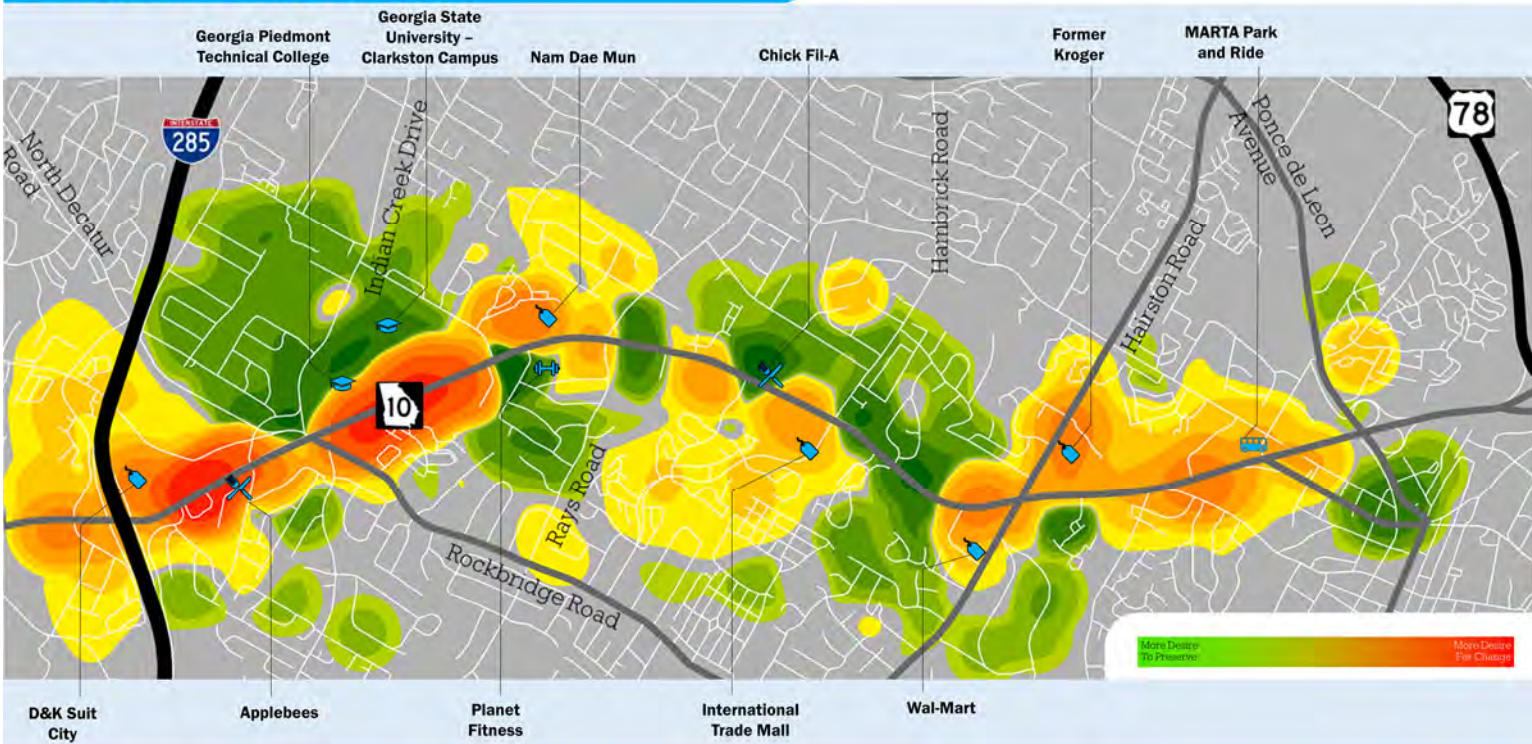 Georgia Piedmont
Technical College
Georgia State
University –
Clarkston Campus
Nam Dae Mun
Chick Fil-A
Former
Kroger
MARTA Park
and Ride
INTERSTATE
285
78
North Decatur
Road
Indian Creek Drive
Hambrick Road
Ponce de Leon
Avenue
Hairston Road
10
Rays Road
Rockbridge Road
More Desire
To Preserve
More Desire
For Change
D&K Suit
City
Applebees
Planet
Fitness
International
Trade Mall
Wal-Mart